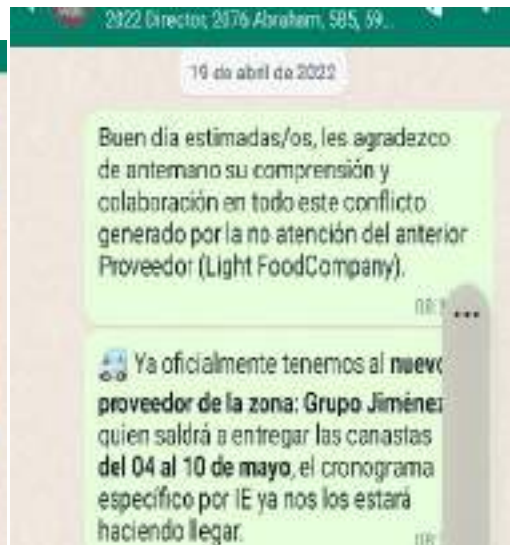 2022 Director, 2076 Abraham, 585, 59...
19 de abril de 2022
Buen día estimadas/os, les agradezco
de antemano su comprensión y
colaboración en todo este conflicto
generado por la no atención del anterior
Proveedor (Light FoodCompany).
Ya oficialmente tenemos al nuevo
proveedor de la zona: Grupo Jiménez
quien saldrá a entregar las canastas
del 04 al 10 de mayo, el cronograma
específico por IE ya nos los estará
haciendo llegar.